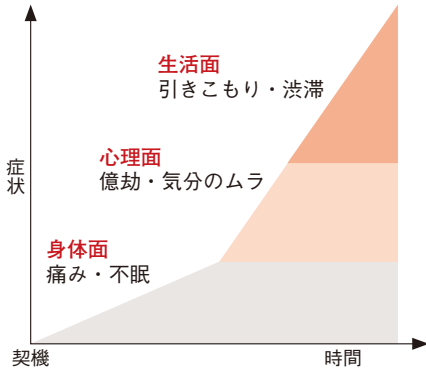 生活面
引きこもり・渋滞
心理面
億劫・気分のムラ
症状
身体面
痛み・不眠
契機
時間